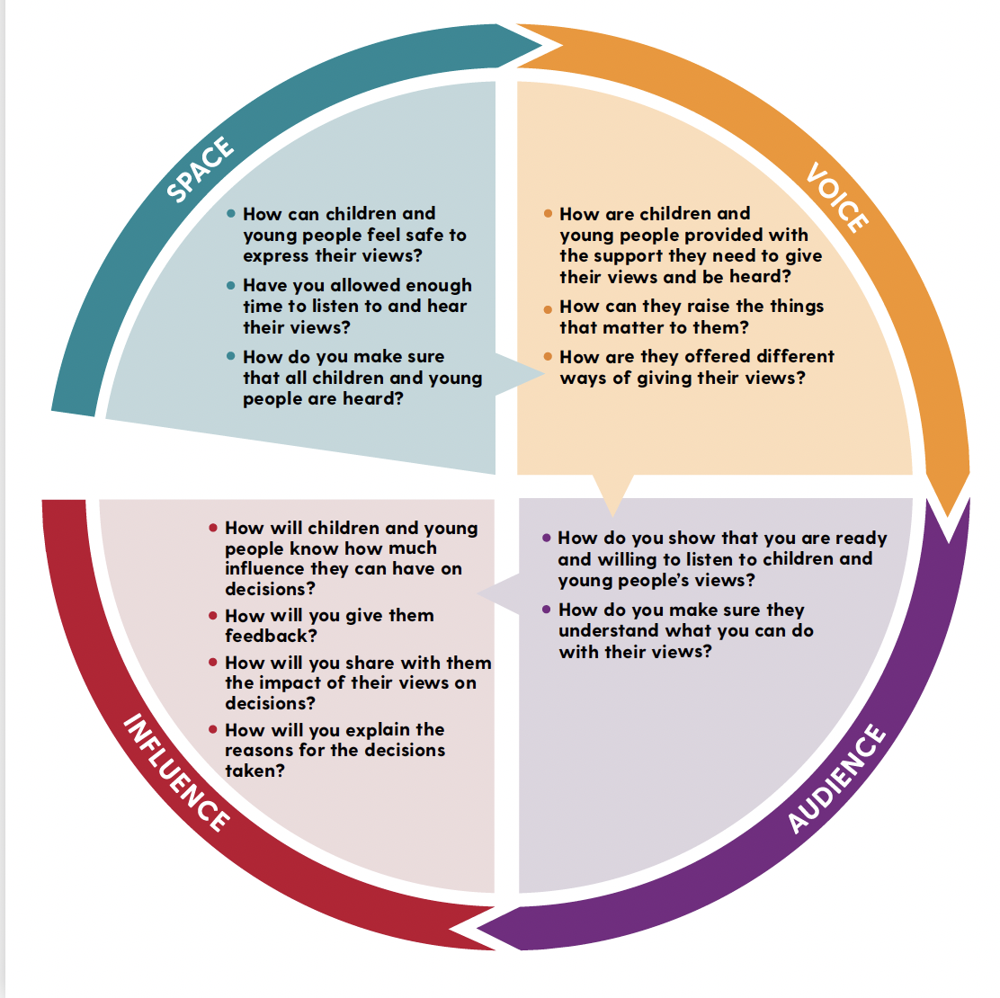 SPACE
How can children and
young people feel safe to
express their views?
Have you allowed enough
time to listen to and hear
their views?
How do you make sure
that all children and young
people are heard?
VOICE
How are children and
young people provided with
the support they need to give
their views and be heard?
How can they raise the things
that matter to them?
How are they offered different
ways of giving their views?
AUDIENCE
How do you show that you are ready
and willing to listen to children and
young people’s views?
How do you make sure they
understand what you can do
with their views?
INFLUENCE
How will children and young
people know how much
influence they can have on
decisions?
How will you give them
feedback?
How will you share with them
the impact of their views on
decisions?
How will you explain the
reasons for the decisions
taken?